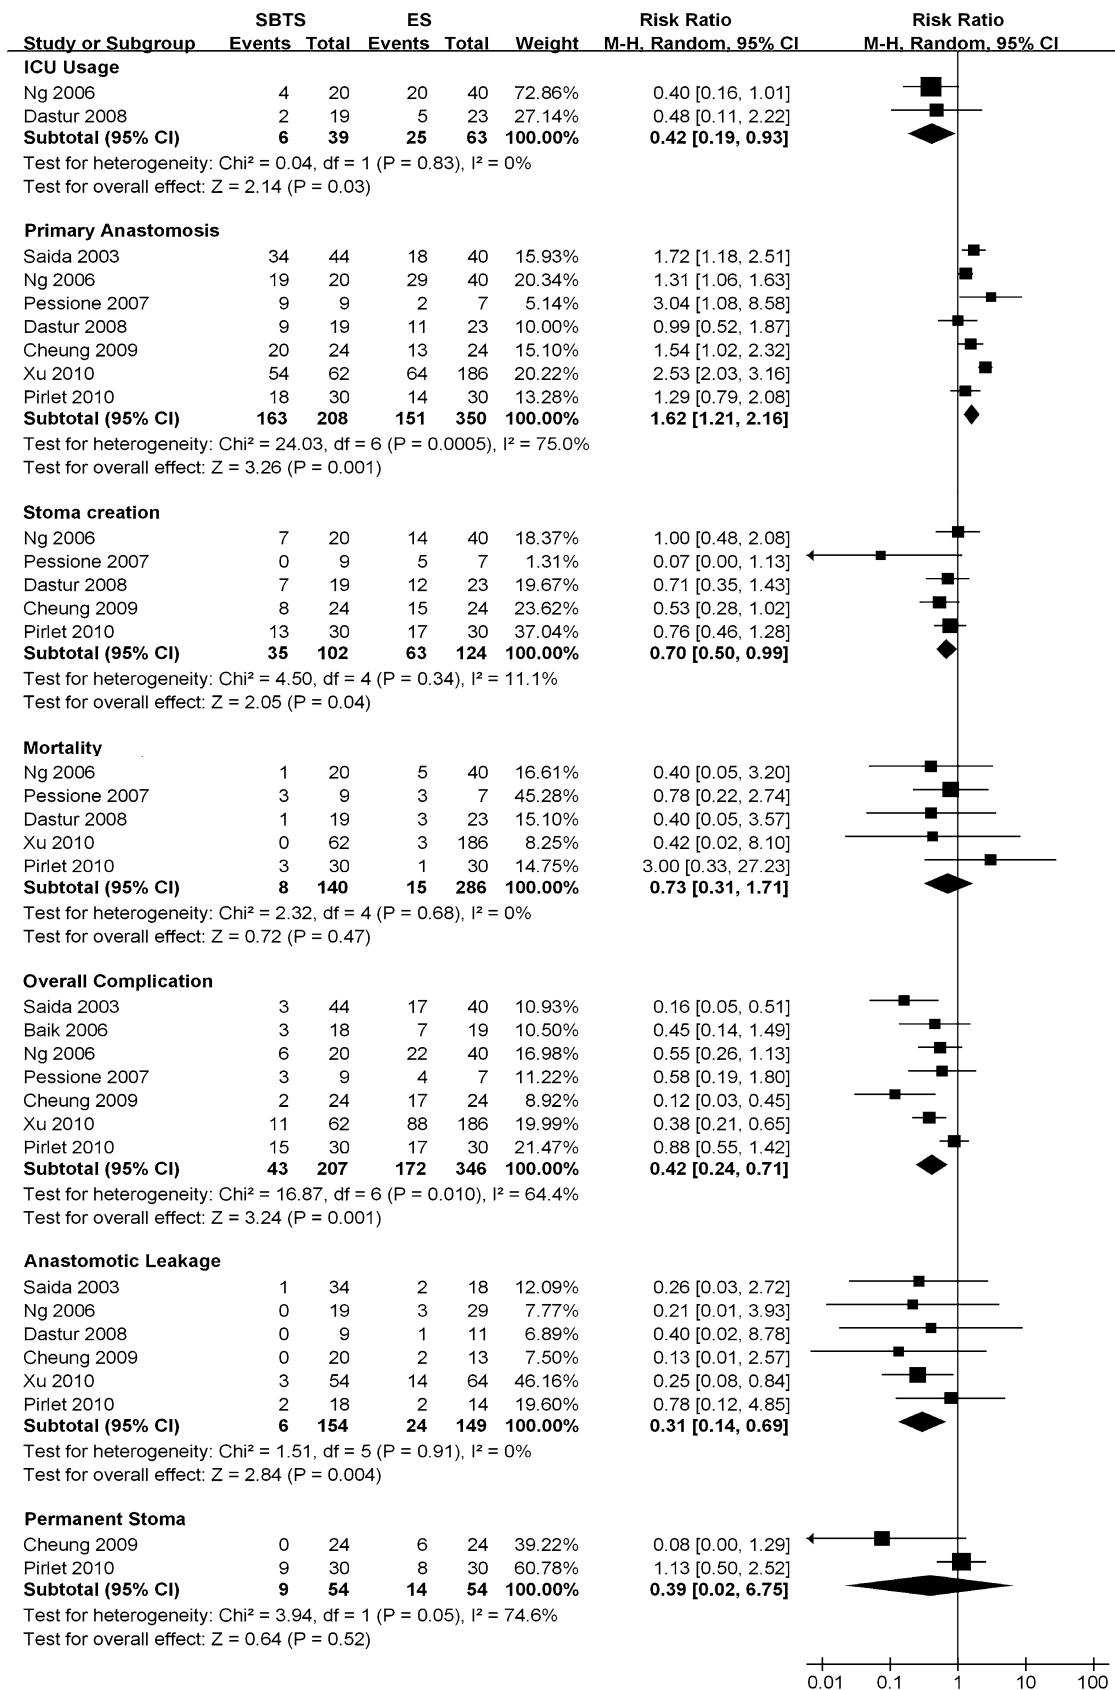 SBTS ES Risk Ratio Risk Ratio
Study or Subgroup Events Total Events Total Weight M-H, Random, 95% CI M-H, Random, 95% CI
ICU Usage
Ng 2006 4 20 20 40 72.86% 0.40 [0.16, 1.01]
Dastur 2008 2 19 5 23 27.14% 0.48 [0.11, 2.22]
Subtotal (95% CI) 6 39 25 63 100.00% 0.42 [0.19, 0.93]
Test for heterogeneity: Chi² = 0.04, df = 1 (P = 0.83), I² = 0%
Test for overall effect: Z = 2.14 (P = 0.03)
Primary Anastomosis
Saida 2003 34 44 18 40 15.93% 1.72 [1.18, 2.51]
Ng 2006 19 20 29 40 20.34% 1.31 [1.06, 1.63]
Pessione 2007 9 9 2 7 5.14% 3.04 [1.08, 8.58]
Dastur 2008 9 19 11 23 10.00% 0.99 [0.52, 1.87]
Cheung 2009 20 24 13 24 15.10% 1.54 [1.02, 2.32]
Xu 2010 54 62 64 186 20.22% 2.53 [2.03, 3.16]
Pirlet 2010 18 30 14 30 13.28% 1.29 [0.79, 2.08]
Subtotal (95% CI) 163 208 151 350 100.00% 1.62 [1.21, 2.16]
Test for heterogeneity: Chi² = 24.03, df = 6 (P = 0.0005), I² = 75.0%
Test for overall effect: Z = 3.26 (P = 0.001)
Stoma creation
Ng 2006 7 20 14 40 18.37% 1.00 [0.48, 2.08]
Pessione 2007 0 9 5 7 1.31% 0.07 [0.00, 1.13]
Dastur 2008 7 19 12 23 19.67% 0.71 [0.35, 1.43]
Cheung 2009 8 24 15 24 23.62% 0.53 [0.28, 1.02]
Pirlet 2010 13 30 17 30 37.04% 0.76 [0.46, 1.28]
Subtotal (95% CI) 35 102 63 124 100.00% 0.70 [0.50, 0.99]
Test for heterogeneity: Chi² = 4.50, df = 4 (P = 0.34), I² = 11.1%
Test for overall effect: Z = 2.05 (P = 0.04)
Mortality
Ng 2006 1 20 5 40 16.61% 0.40 [0.05, 3.20]
Pessione 2007 3 9 3 7 45.28% 0.78 [0.22, 2.74]
Dastur 2008 1 19 3 23 15.10% 0.40 [0.05, 3.57]
Xu 2010 0 62 3 186 8.25% 0.42 [0.02, 8.10]
Pirlet 2010 3 30 1 30 14.75% 3.00 [0.33, 27.23]
Subtotal (95% CI) 8 140 15 286 100.00% 0.73 [0.31, 1.71]
Test for heterogeneity: Chi² = 2.32, df = 4 (P = 0.68), I² = 0%
Test for overall effect: Z = 0.72 (P = 0.47)
Overall Complication
Saida 2003 3 44 17 40 10.93% 0.16 [0.05, 0.51]
Baik 2006 3 18 7 19 10.50% 0.45 [0.14, 1.49]
Ng 2006 6 20 22 40 16.98% 0.55 [0.26, 1.13]
Pessione 2007 3 9 4 7 11.22% 0.58 [0.19, 1.80]
Cheung 2009 2 24 17 24 8.92% 0.12 [0.03, 0.45]
Xu 2010 11 62 88 186 19.99% 0.38 [0.21, 0.65]
Pirlet 2010 15 30 17 30 21.47% 0.88 [0.55, 1.42]
Subtotal (95% CI) 43 207 172 346 100.00% 0.42 [0.24, 0.71]
Test for heterogeneity: Chi² = 16.87, df = 6 (P = 0.010), I² = 64.4%
Test for overall effect: Z = 3.24 (P = 0.001)
Anastomotic Leakage
Saida 2003 1 34 2 18 12.09% 0.26 [0.03, 2.72]
Ng 2006 0 19 3 29 7.77% 0.21 [0.01, 3.93]
Dastur 2008 0 9 1 11 6.89% 0.40 [0.02, 8.78]
Cheung 2009 0 20 2 13 7.50% 0.13 [0.01, 2.57]
Xu 2010 3 54 14 64 46.16% 0.25 [0.08, 0.84]
Pirlet 2010 2 18 2 14 19.60% 0.78 [0.12, 4.85]
Subtotal (95% CI) 6 154 24 149 100.00% 0.31 [0.14, 0.69]
Test for heterogeneity: Chi² = 1.51, df = 5 (P = 0.91), I² = 0%
Test for overall effect: Z = 2.84 (P = 0.004)
Permanent Stoma
Cheung 2009 0 24 6 24 39.22% 0.08 [0.00, 1.29]
Pirlet 2010 9 30 8 30 60.78% 1.13 [0.50, 2.52]
Subtotal (95% CI) 9 54 14 54 100.00% 0.39 [0.02, 6.75]
Test for heterogeneity: Chi² = 3.94, df = 1 (P = 0.05), I² = 74.6%
Test for overall effect: Z = 0.64 (P = 0.52)
0.01 0.1 1 10 100